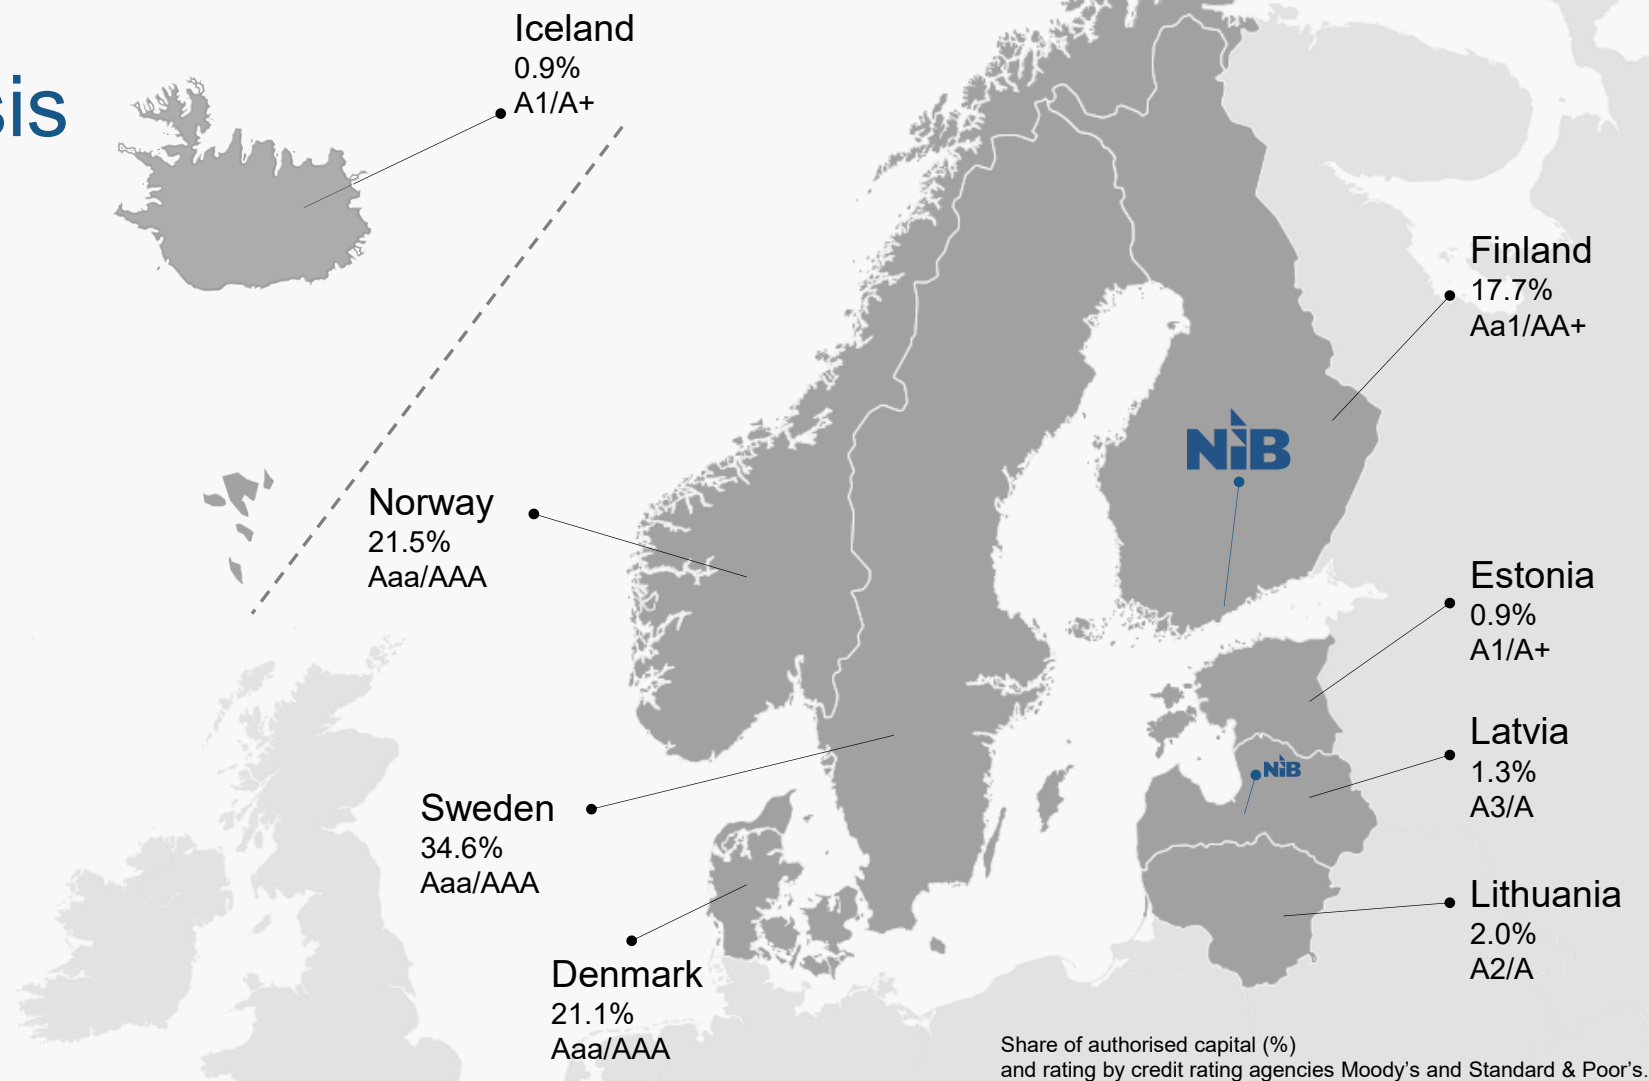 Iceland
0.9%
A1/A+
Finland
17.7%
Aa1/AA+
NIB
Norway
21.5%
Aaa/AAA
Estonia
0.9%
A1/A+
Latvia
1.3%
A3/A
NIB
Sweden
34.6%
Aaa/AAA
Lithuania
2.0%
A2/A
Denmark
21.1%
Aaa/AAA
Share of authorised capital (%)
and rating by credit rating agencies Moody’s and Standard & Poor’s.